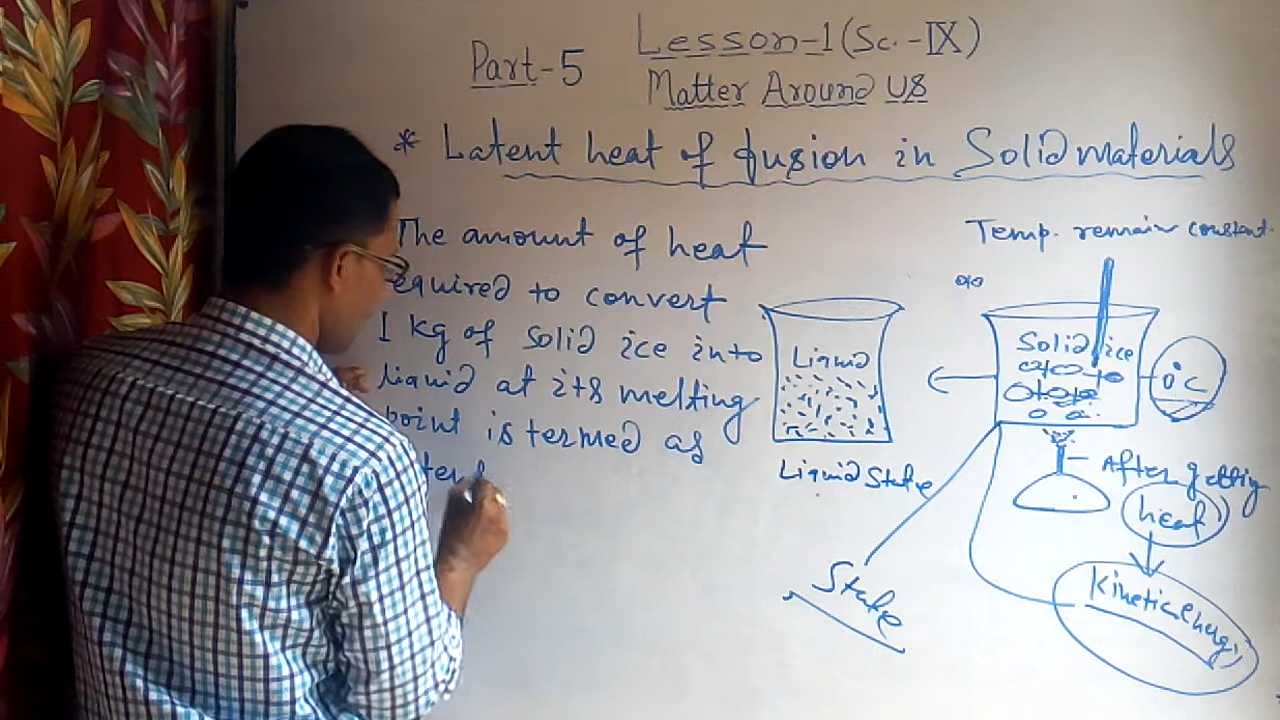 Part-5
Lesson-1(Sc.-IX)
Matter Around us
* Latent heat of fusion in Solid materials
The amount of heat
equired to convert
1 kg of solid ice into
liquid at its melting
point is termed as
Temp. remain constant.
Solid ice
0°c
Liquid
Liquid State
After getting
heat
Kinetic energy
State